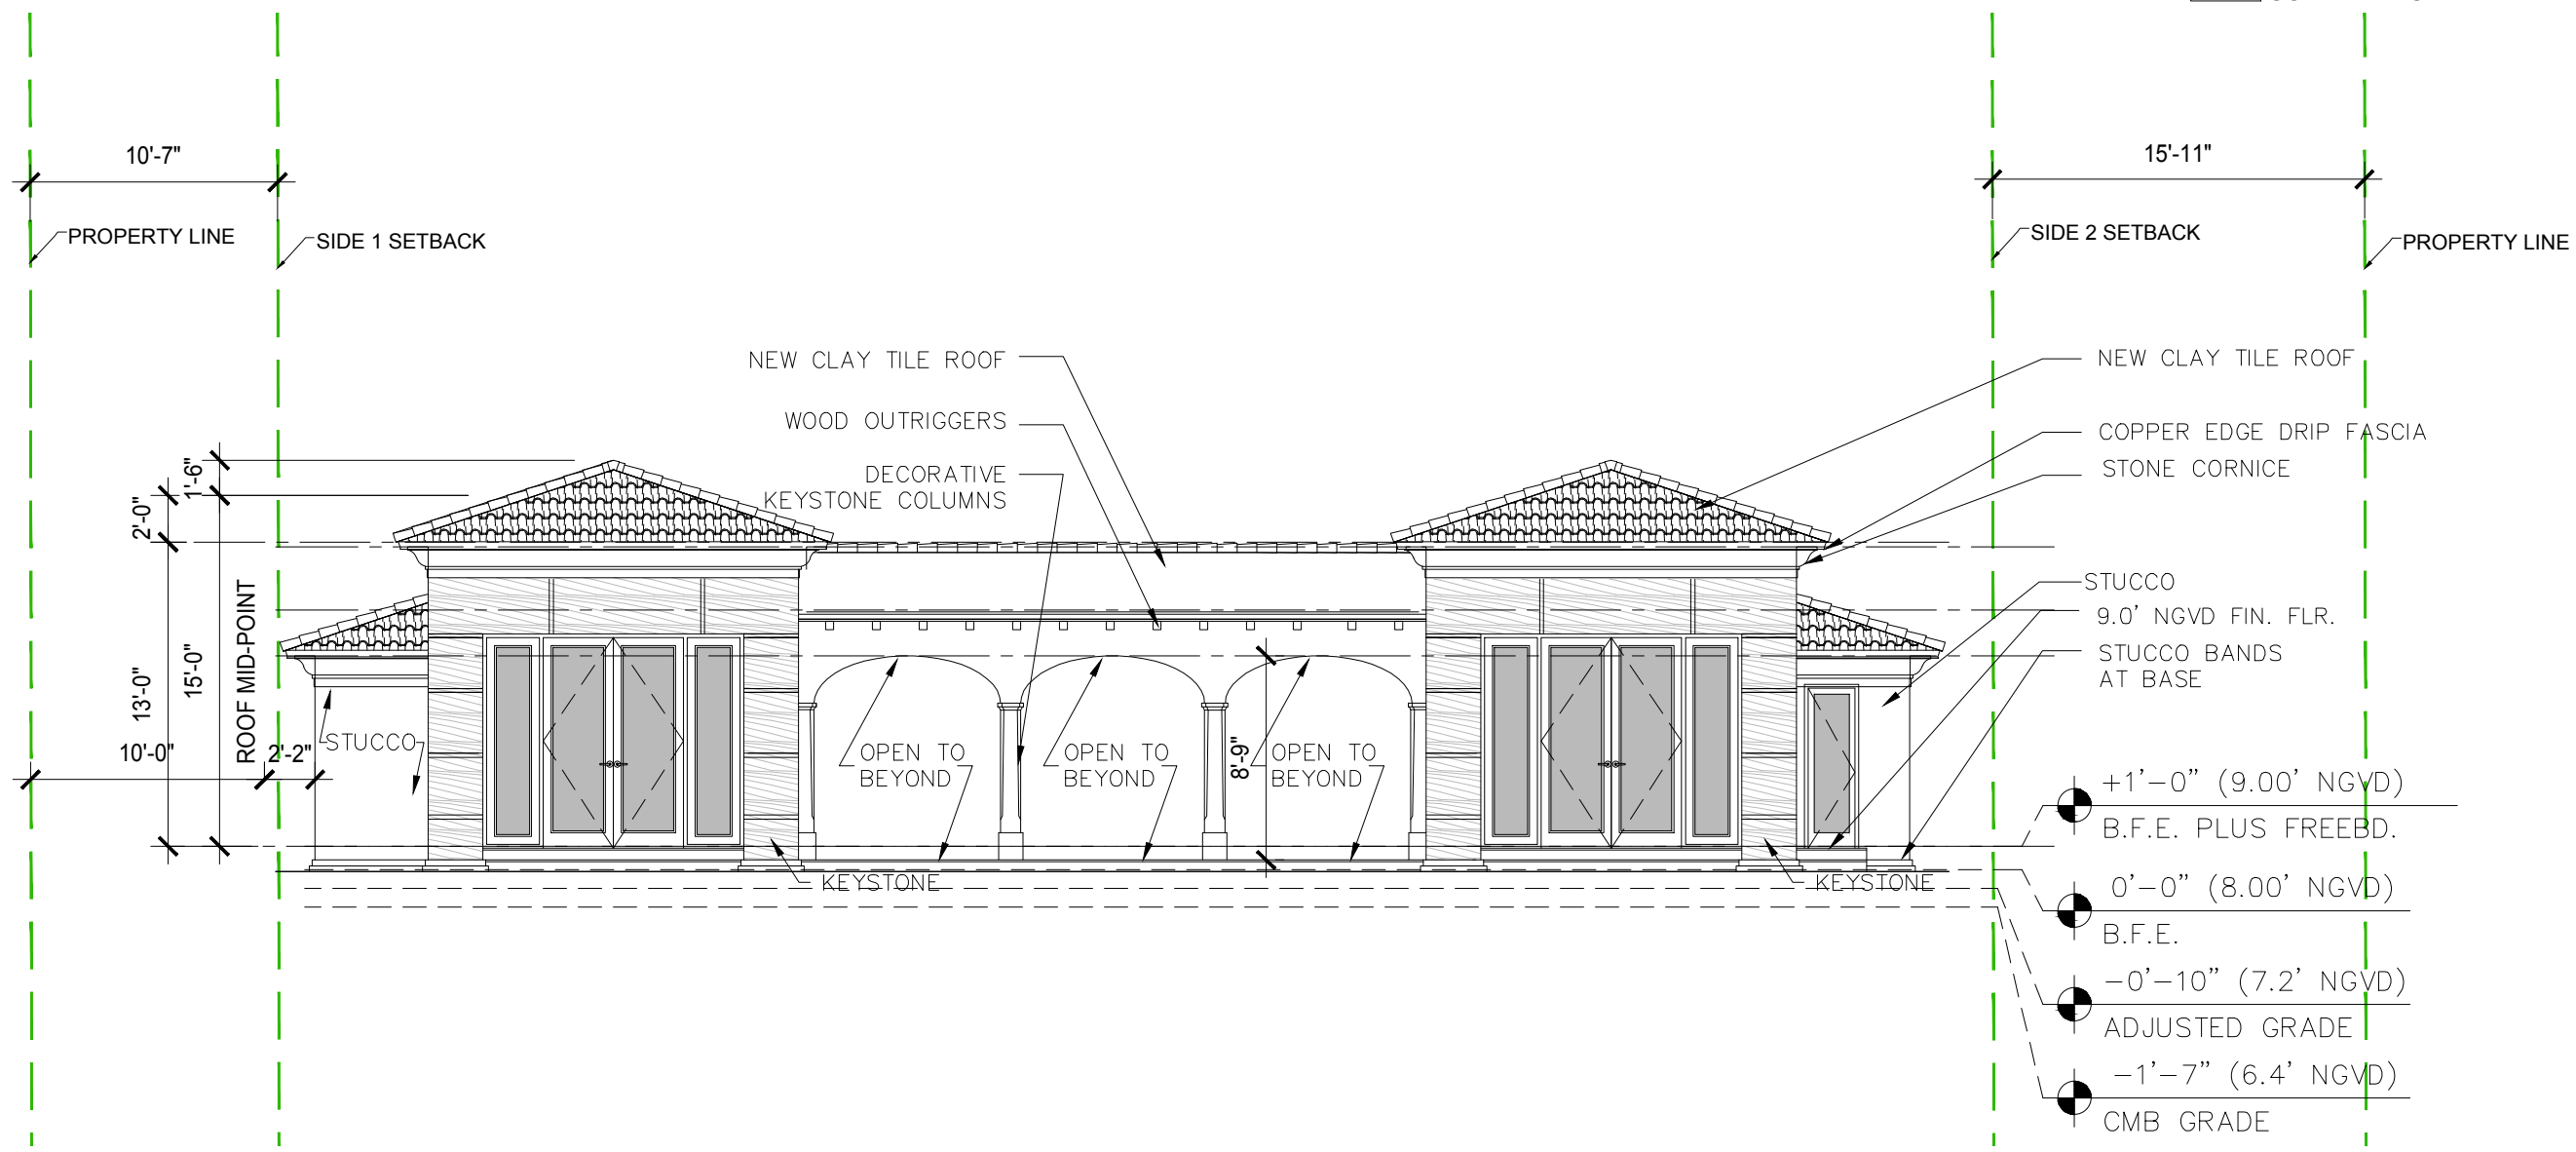 10'-7"
15'-11"
PROPERTY LINE
SIDE 1 SETBACK
SIDE 2 SETBACK
PROPERTY LINE
NEW CLAY TILE ROOF
WOOD OUTRIGGERS
DECORATIVE
KEYSTONE COLUMNS
NEW CLAY TILE ROOF
COPPER EDGE DRIP FASCIA
STONE CORNICE
STUCCO
9.0' NGVD FIN. FLR.
STUCCO BANDS
AT BASE
1'-6"
2'-0"
13'-0"
15'-0"
ROOF MID-POINT
10'-0"
2'-2"
STUCCO
OPEN TO
BEYOND
OPEN TO
BEYOND
8'-9"
OPEN TO
BEYOND
KEYSTONE
KEYSTONE
+1'-0" (9.00' NGVD)
B.F.E. PLUS FREEBD.
0'-0" (8.00' NGVD)
B.F.E.
-0'-10" (7.2' NGVD)
ADJUSTED GRADE
-1'-7" (6.4' NGVD)
CMB GRADE